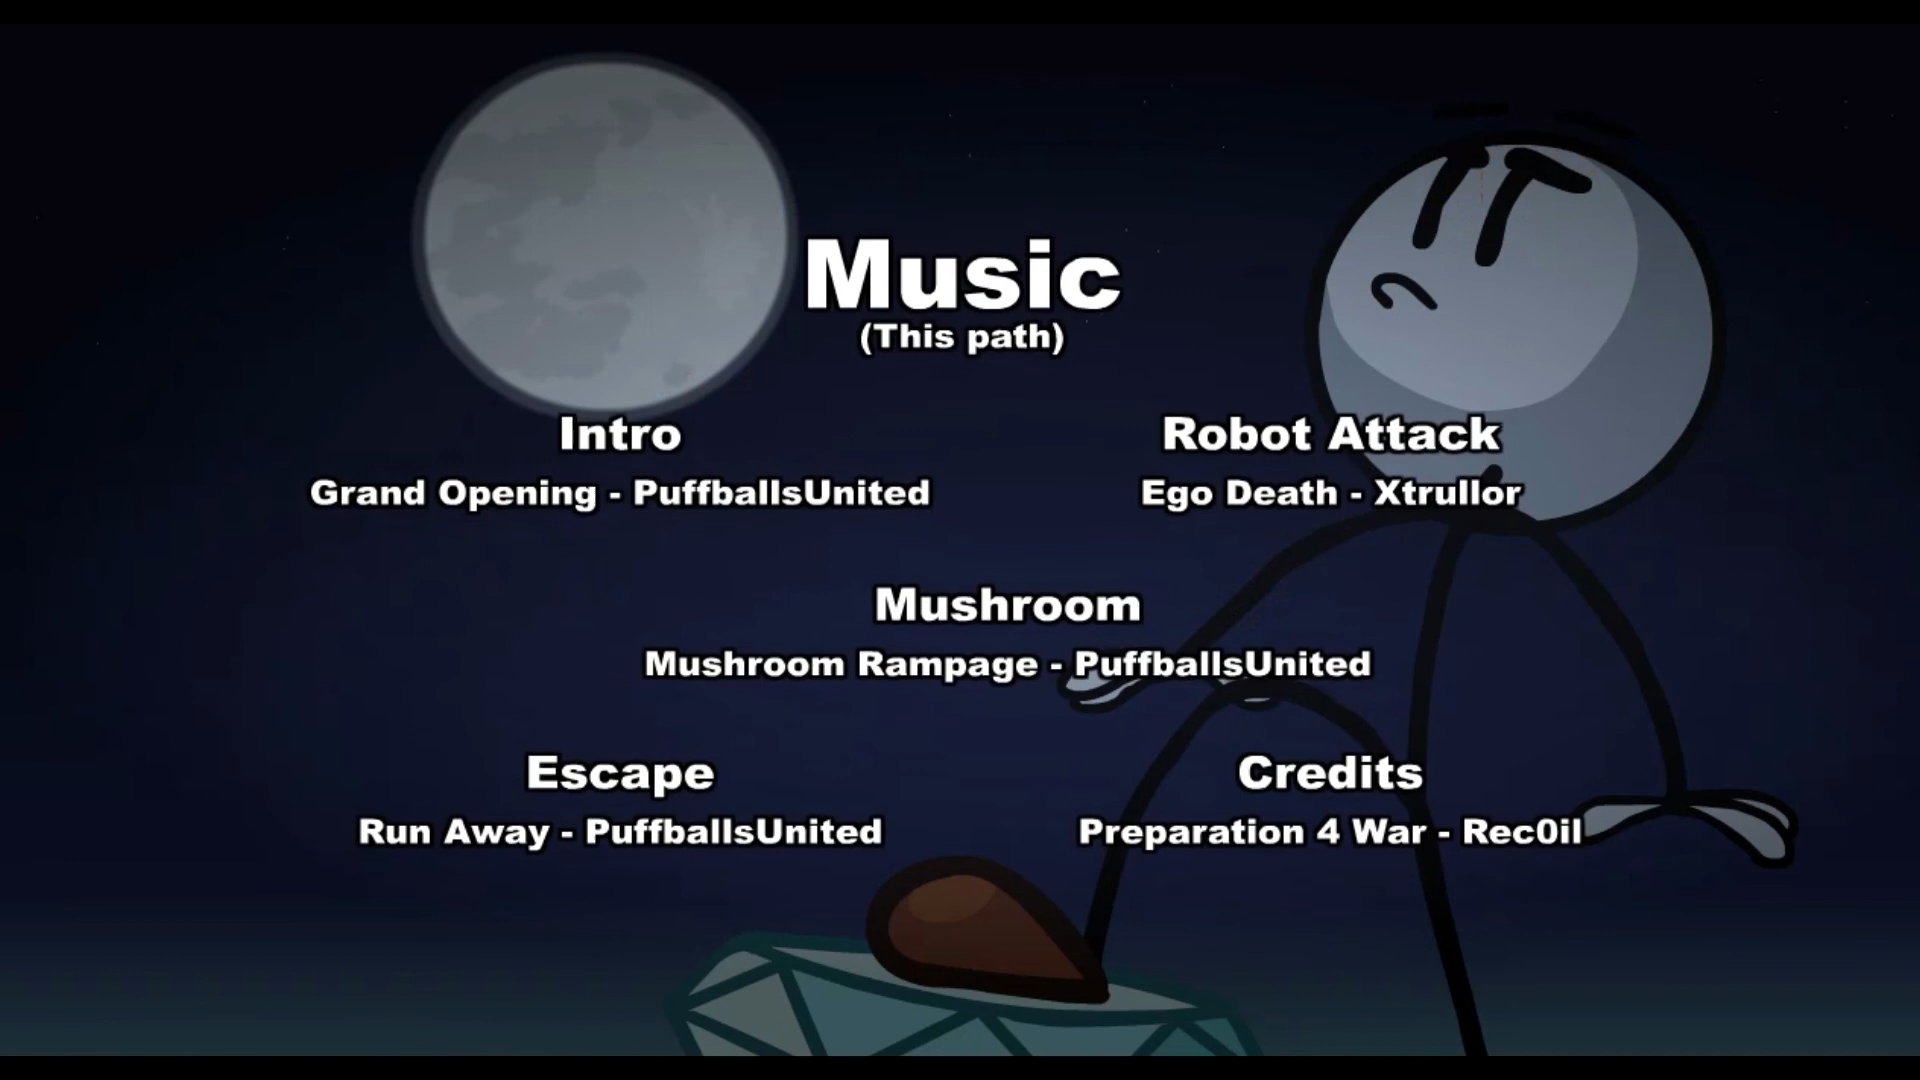 Music
(This path)
Intro
Grand Opening - PuffballsUnited
Robot Attack
Ego Death - Xtrullor
Mushroom
Mushroom Rampage - PuffballsUnited
Escape
Run Away - PuffballsUnited
Credits
Preparation 4 War - Rec0il